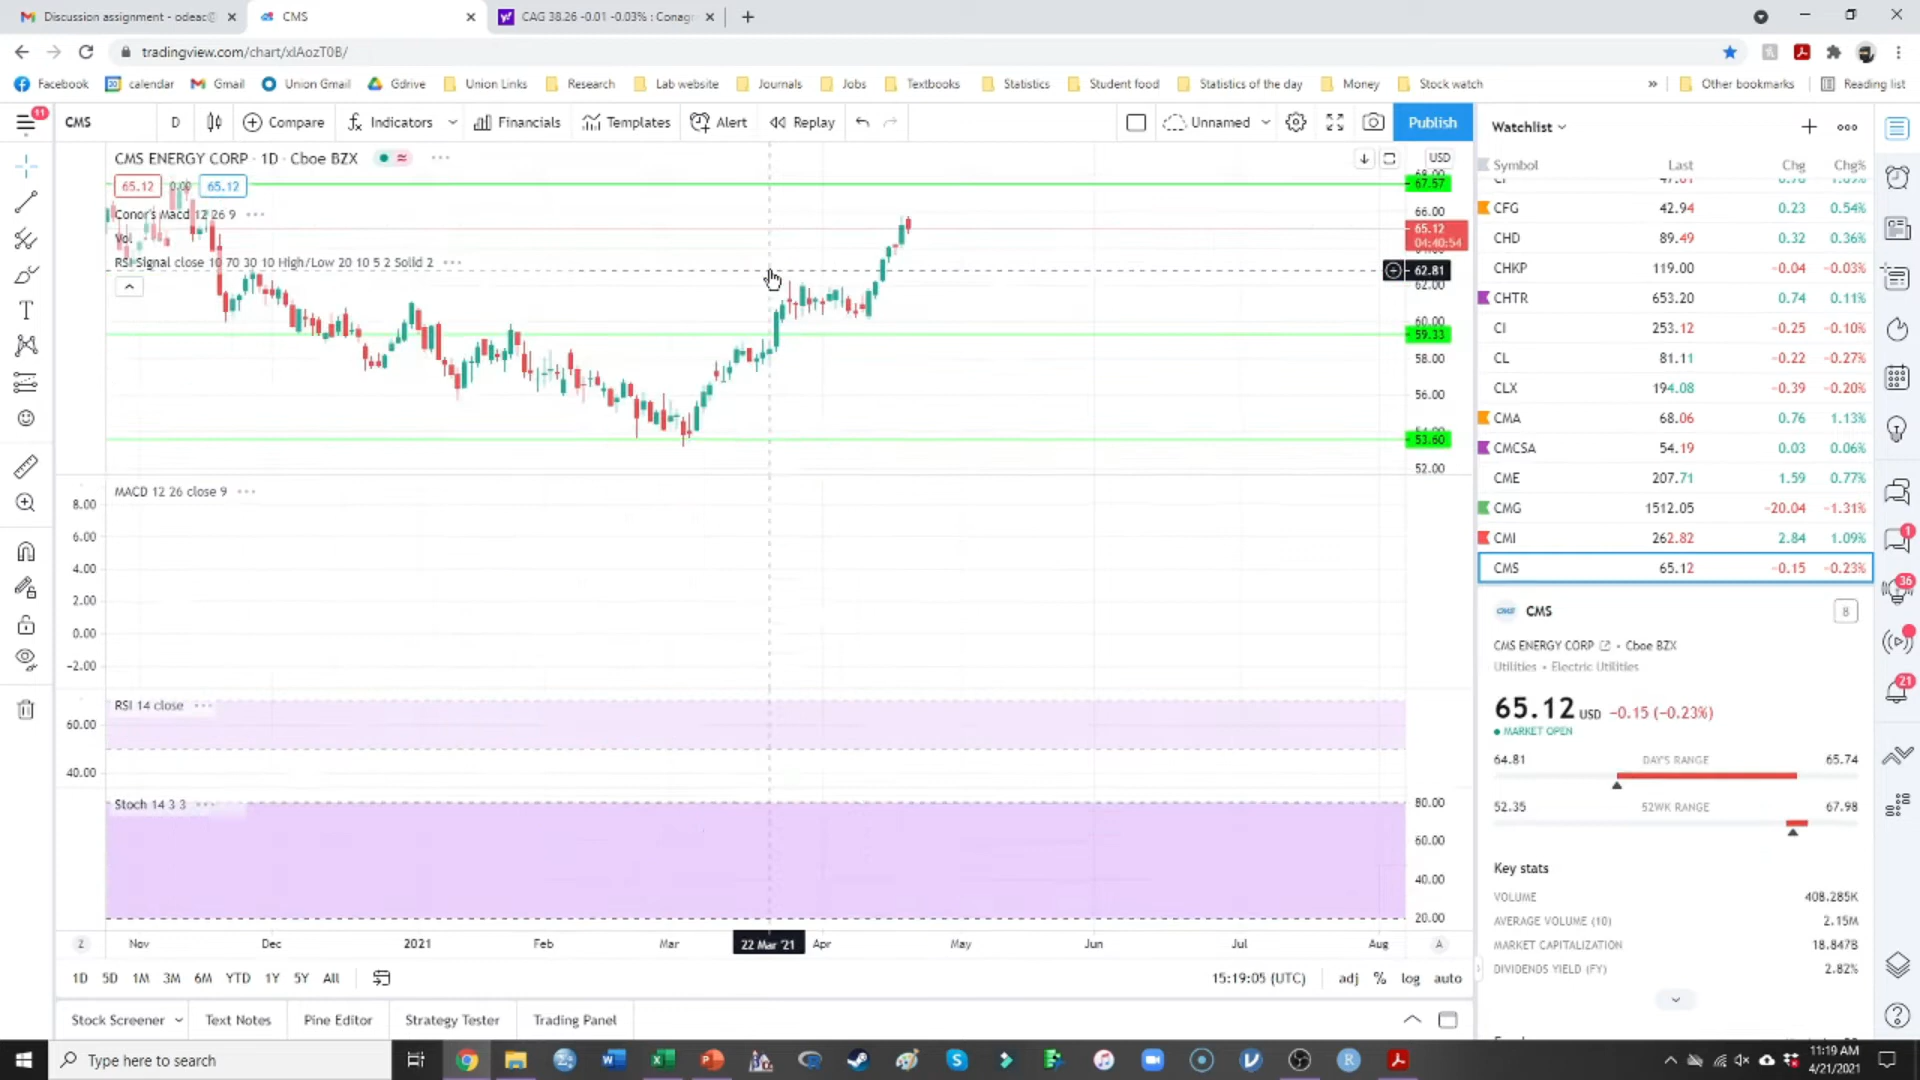 Discussion assignment - odeac@
CMS
CAG 38.26 -0.01 -0.03% : Conagr
tradingview.com/chart/xlAozT0B/
Facebook calendar Gmail Union Gmail Gdrive Union Links Research Lab website Journals Jobs Textbooks Statistics Student food Statistics of the day Money Stock watch » Other bookmarks Reading list
11
CMS D Compare Indicators Financials Templates Alert Replay Unnamed Publish
CMS ENERGY CORP · 1D · Cboe BZX
65.12 0.00 65.12
Conor's Macd 12 26 9
Vol
RSI Signal close 10 70 30 10 High/Low 20 10 5 2 Solid 2
USD
67.57
66.00
65.12
04:40:54
62.81
62.00
60.00
59.33
58.00
56.00
53.60
52.00
MACD 12 26 close 9
8.00
6.00
4.00
2.00
0.00
−2.00
RSI 14 close
60.00
40.00
Stoch 14 3 3
80.00
60.00
40.00
20.00
Z Nov Dec 2021 Feb Mar 22 Mar '21 Apr May Jun Jul Aug A
1D 5D 1M 3M 6M YTD 1Y 5Y All 15:19:05 (UTC) adj % log auto
Stock Screener Text Notes Pine Editor Strategy Tester Trading Panel
Watchlist
Symbol Last Chg Chg%
CFG 42.94 0.23 0.54%
CHD 89.49 0.32 0.36%
CHKP 119.00 −0.04 −0.03%
CHTR 653.20 0.74 0.11%
CI 253.12 −0.25 −0.10%
CL 81.11 −0.22 −0.27%
CLX 194.08 −0.39 −0.20%
CMA 68.06 0.76 1.13%
CMCSA 54.19 0.03 0.06%
CME 207.71 1.59 0.77%
CMG 1512.05 −20.04 −1.31%
CMI 262.82 2.84 1.09%
CMS 65.12 −0.15 −0.23%
CMS
CMS ENERGY CORP • Cboe BZX
Utilities • Electric Utilities
65.12 USD −0.15 (−0.23%)
MARKET OPEN
64.81 DAY'S RANGE 65.74
52.35 52WK RANGE 67.98
Key stats
VOLUME 408.285K
AVERAGE VOLUME (10) 2.15M
MARKET CAPITALIZATION 18.847B
DIVIDENDS YIELD (FY) 2.82%
1
36
21
Type here to search
11:19 AM
4/21/2021